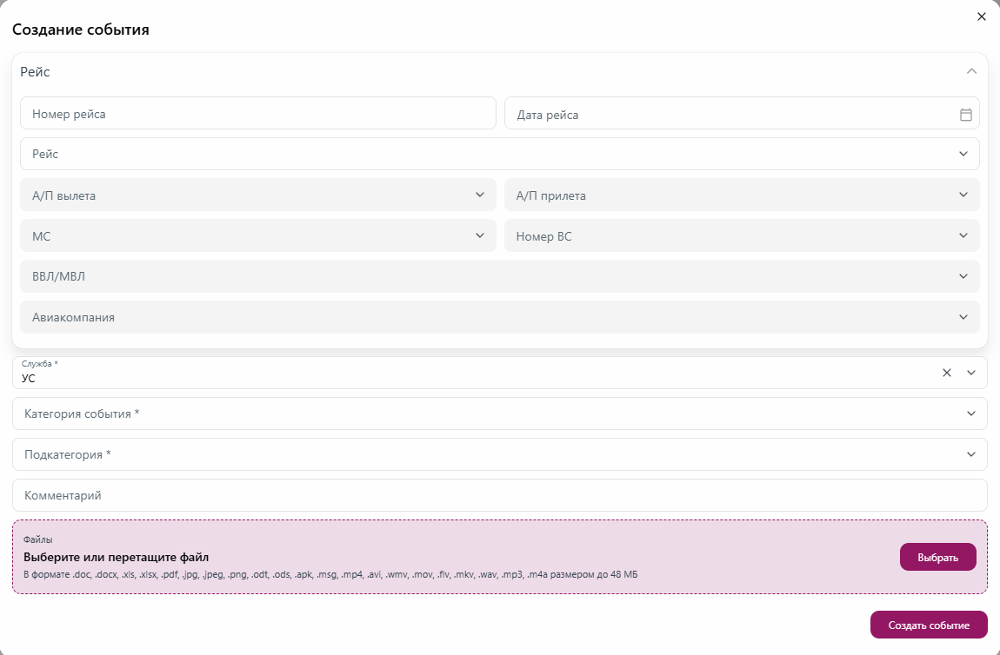 Создание события
Рейс
Номер рейса
Дата рейса
Рейс
А/П вылета
А/П прилета
МС
Номер ВС
ВВЛ/МВЛ
Авиакомпания
Служба *
УС
Категория события *
Подкатегория *
Комментарий
Файлы
Выберите или перетащите файл
В формате .doc, .docx, .xls, .xlsx, .pdf, .jpg, .jpeg, .png, .odt, .ods, .apk, .msg, .mp4, .avi, .wmv, .mov, .flv, .mkv, .wav, .mp3, .m4a размером до 48 МБ
Выбрать
Создать событие